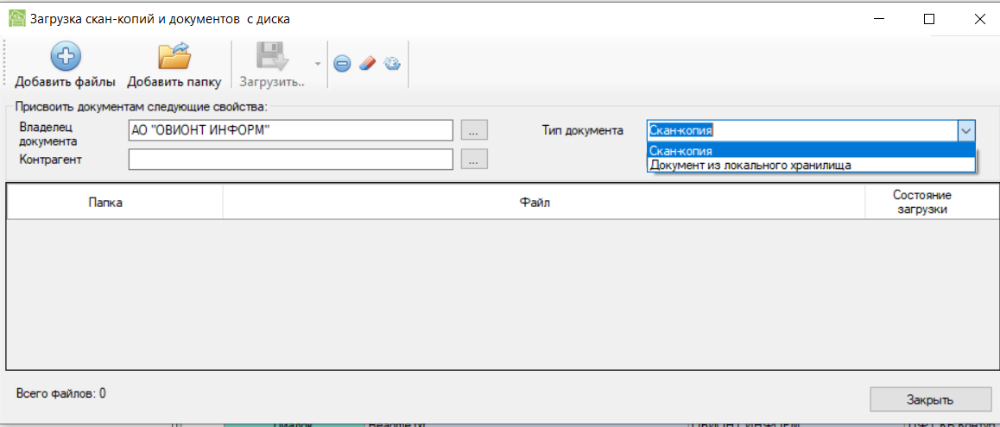 Загрузка скан-копий и документов с диска
Добавить файлы Добавить папку Загрузить..
Присвоить документам следующие свойства:
Владелец
документа
АО "ОВИОНТ ИНФОРМ"
...
Тип документа
Скан-копия
Контрагент
...
Скан-копия
Документ из локального хранилища
Папка
Файл
Состояние
загрузки
Всего файлов: 0
Закрыть